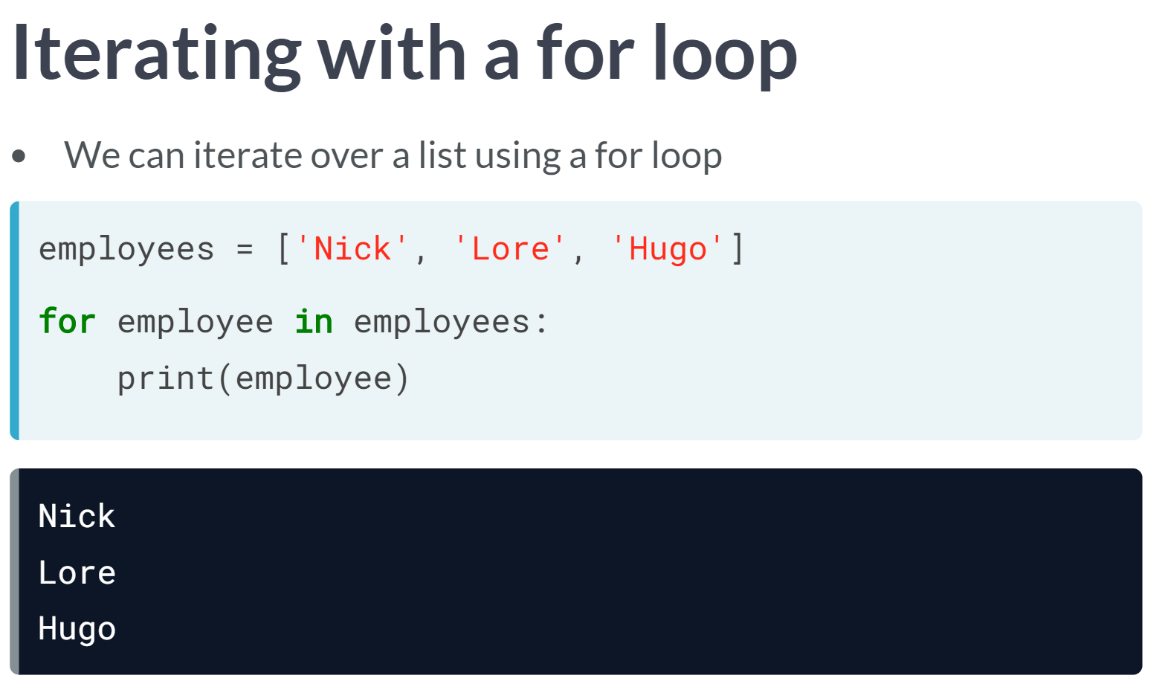 Iterating with a for loop
• We can iterate over a list using a for loop
employees = ['Nick', 'Lore', 'Hugo']
for employee in employees:
    print(employee)
Nick
Lore
Hugo